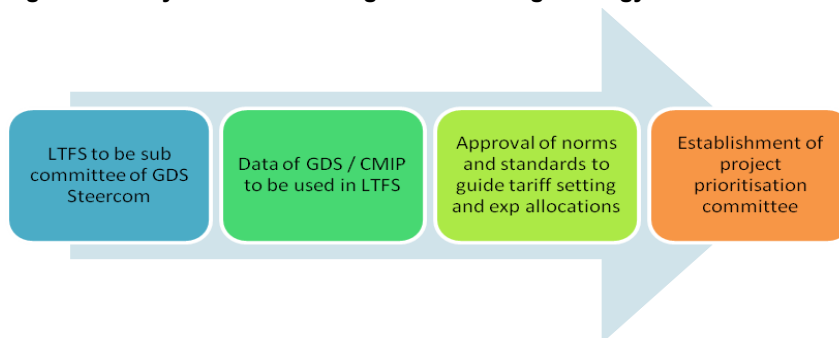 LTFS to be sub
committee of GDS
Steercom
Data of GDS / CMIP
to be used in LTFS
Approval of norms
and standards to
guide tariff setting
and exp allocations
Establishment of
project
prioritisation
committee